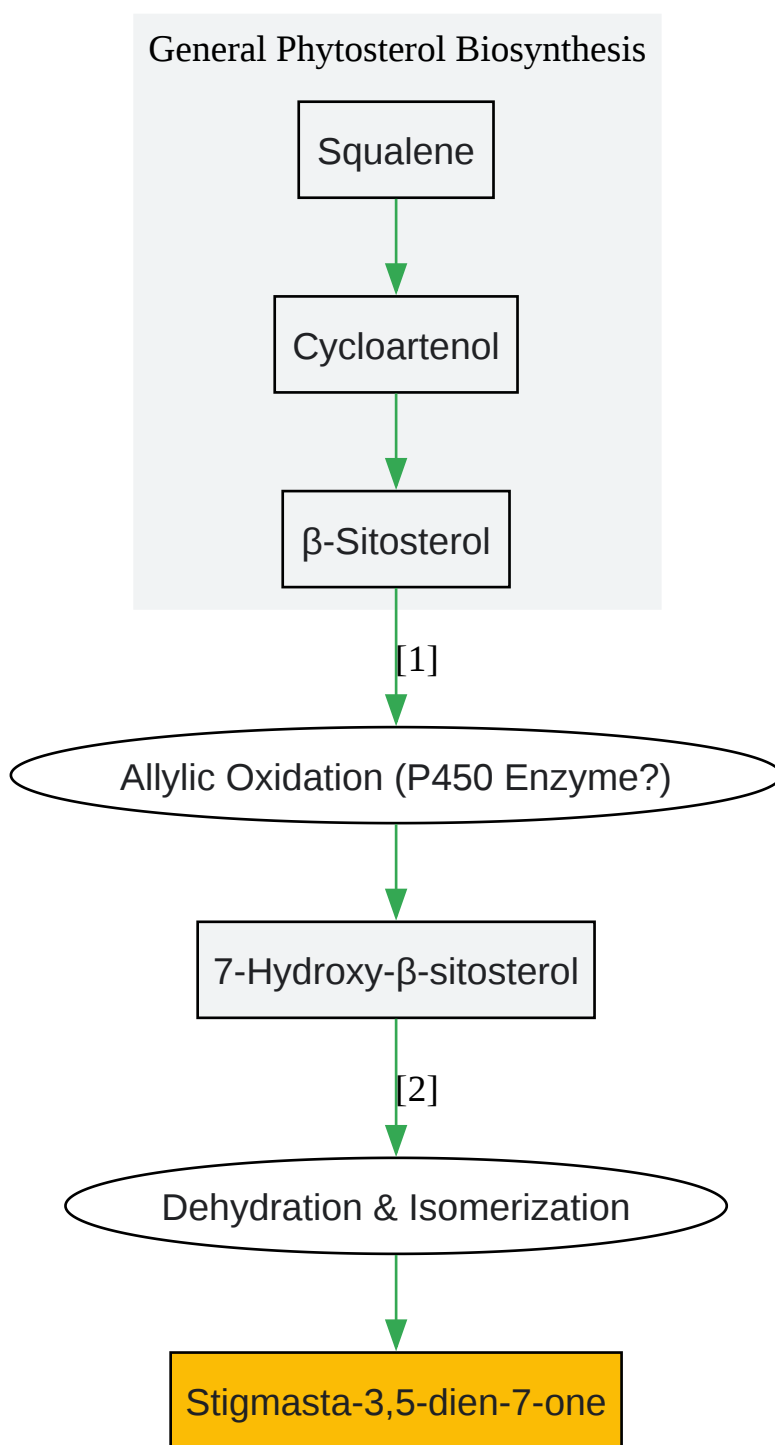 General Phytosterol Biosynthesis
Squalene
Cycloartenol
β-Sitosterol
[1]
Allylic Oxidation (P450 Enzyme?)
7-Hydroxy-β-sitosterol
[2]
Dehydration & Isomerization
Stigmasta-3,5-dien-7-one